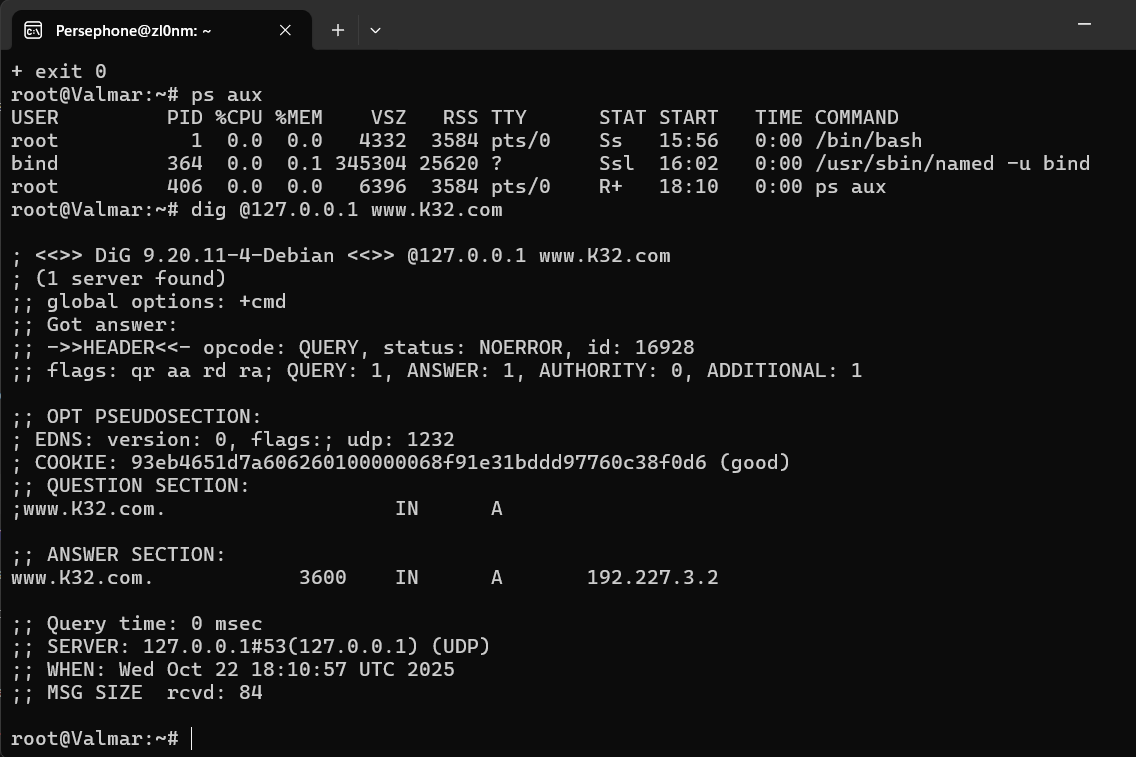 Persephone@zl0nm: ~
+ exit 0
root@Valmar:~# ps aux
USER         PID %CPU %MEM    VSZ   RSS TTY      STAT START   TIME COMMAND
root           1  0.0  0.0   4332  3584 pts/0    Ss   15:56   0:00 /bin/bash
bind         364  0.0  0.1 345304 25620 ?        Ssl  16:02   0:00 /usr/sbin/named -u bind
root         406  0.0  0.0   6396  3584 pts/0    R+   18:10   0:00 ps aux
root@Valmar:~# dig @127.0.0.1 www.K32.com
; <<>> DiG 9.20.11-4-Debian <<>> @127.0.0.1 www.K32.com
; (1 server found)
;; global options: +cmd
;; Got answer:
;; ->>HEADER<<- opcode: QUERY, status: NOERROR, id: 16928
;; flags: qr aa rd ra; QUERY: 1, ANSWER: 1, AUTHORITY: 0, ADDITIONAL: 1
;; OPT PSEUDOSECTION:
; EDNS: version: 0, flags:; udp: 1232
; COOKIE: 93eb4651d7a606260100000068f91e31bddd97760c38f0d6 (good)
;; QUESTION SECTION:
;www.K32.com.                   IN      A
;; ANSWER SECTION:
www.K32.com.            3600    IN      A       192.227.3.2
;; Query time: 0 msec
;; SERVER: 127.0.0.1#53(127.0.0.1) (UDP)
;; WHEN: Wed Oct 22 18:10:57 UTC 2025
;; MSG SIZE  rcvd: 84
root@Valmar:~#